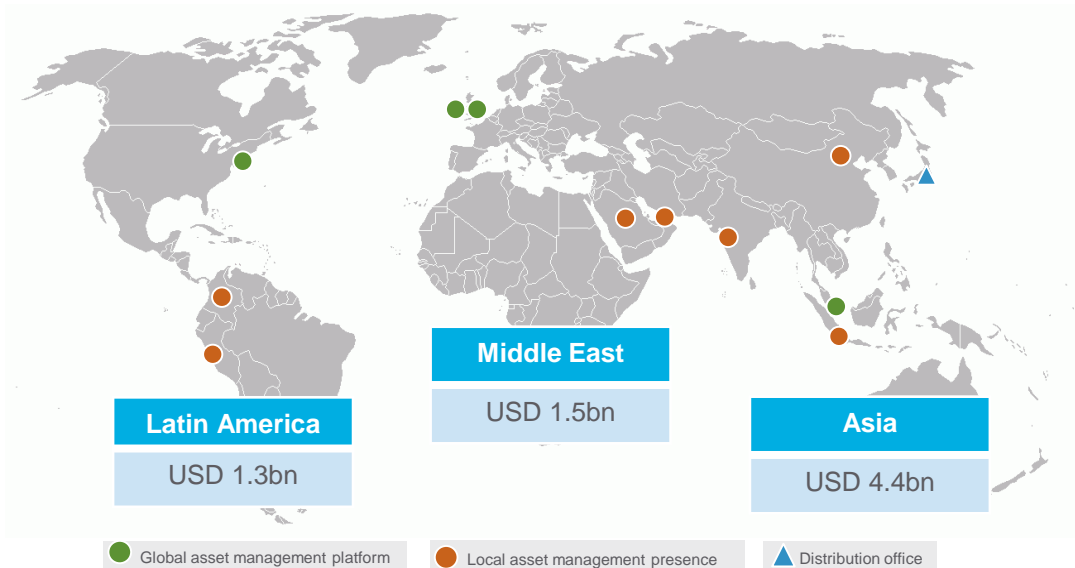 Middle East
USD 1.5bn
Latin America
USD 1.3bn
Asia
USD 4.4bn
Global asset management platform
Local asset management presence
Distribution office